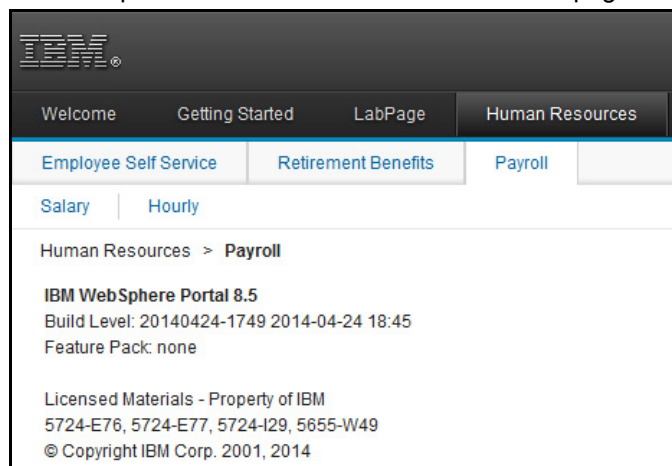 IBM®
Welcome Getting Started LabPage Human Resources
Employee Self Service Retirement Benefits Payroll
Salary Hourly
Human Resources > Payroll
IBM WebSphere Portal 8.5
Build Level: 20140424-1749 2014-04-24 18:45
Feature Pack: none
Licensed Materials - Property of IBM
5724-E76, 5724-E77, 5724-I29, 5655-W49
© Copyright IBM Corp. 2001, 2014